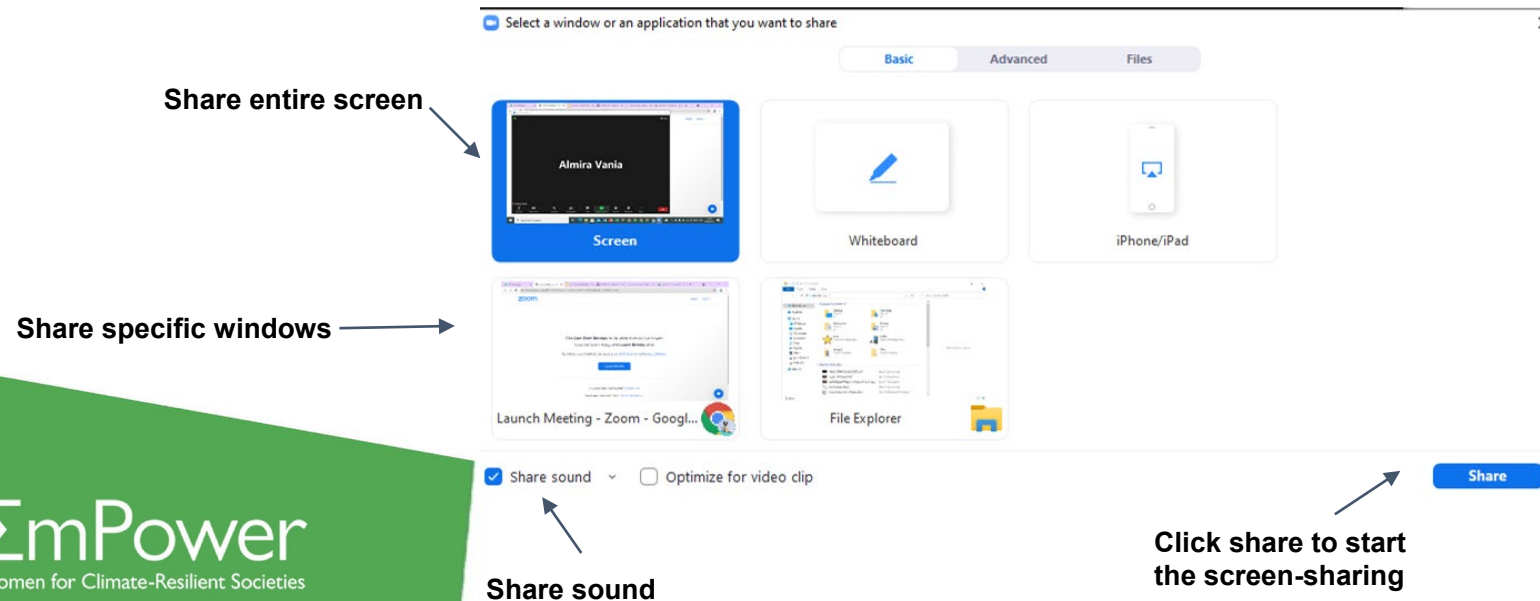 Select a window or an application that you want to share
Basic Advanced Files
Share entire screen
Almira Vania
Screen
Whiteboard
iPhone/iPad
Share specific windows
zoom
Launch Meeting - Zoom - Googl...
File Explorer
Share sound
Optimize for video clip
Share
EmPower
omen for Climate-Resilient Societies
Share sound
Click share to start
the screen-sharing